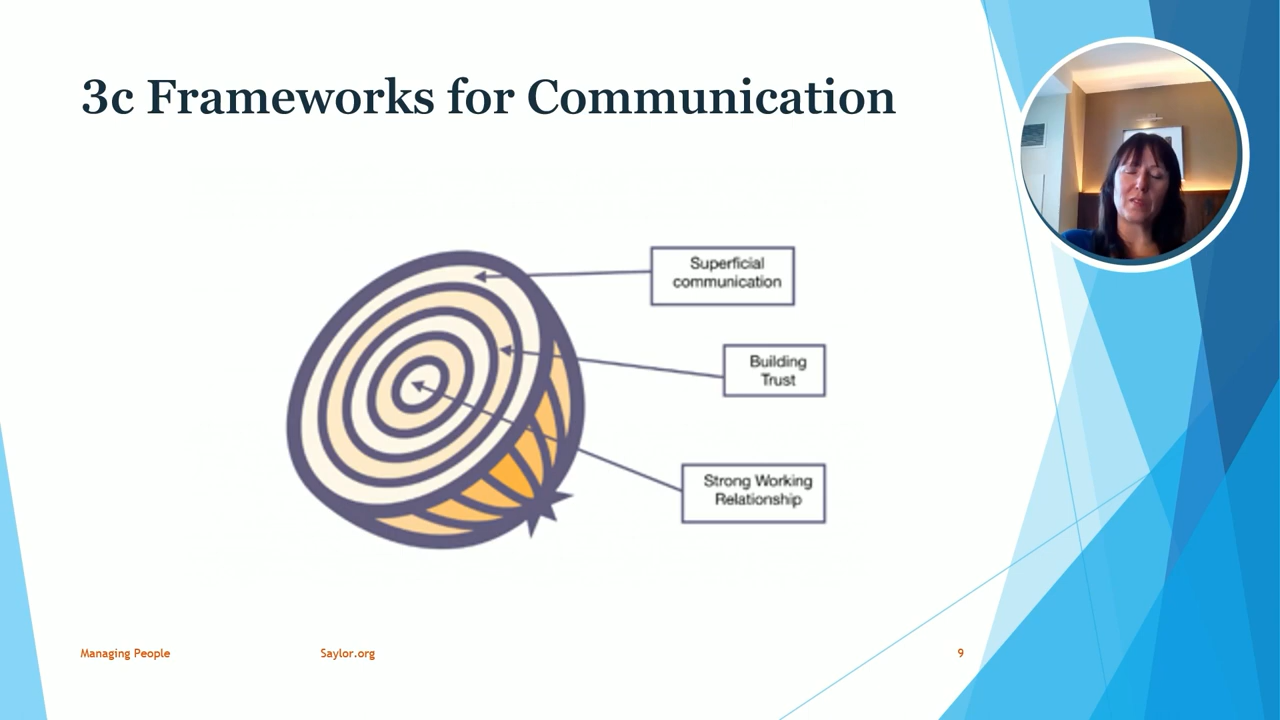 3c Frameworks for Communication
Superficial
communication
Building
Trust
Strong Working
Relationship
Managing People
Saylor.org
9